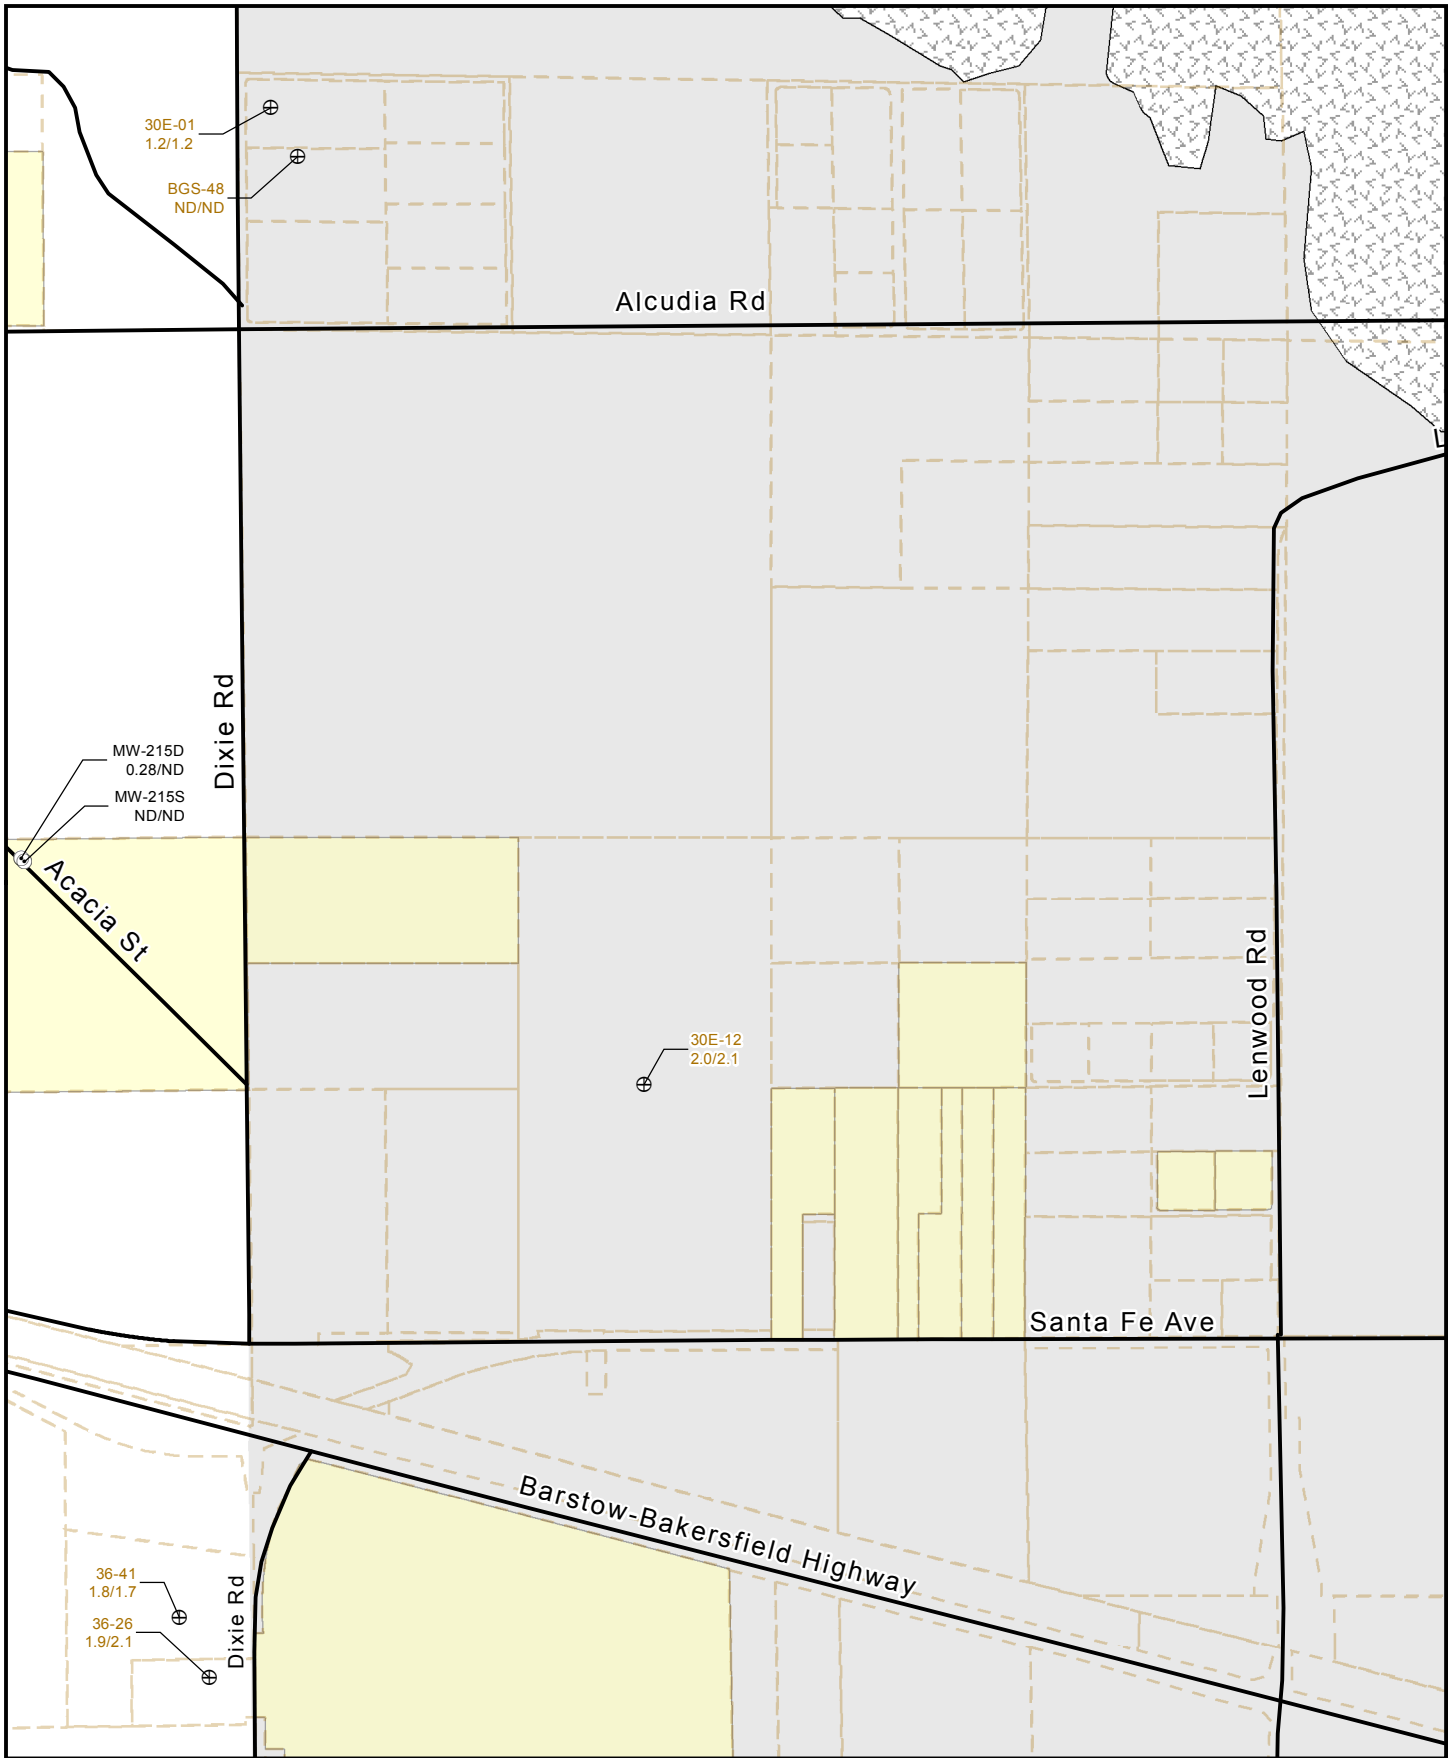 30E-01
1.2/1.2
BGS-48
ND/ND
Alcudia Rd
L
Dixie Rd
MW-215D
0.28/ND
MW-215S
ND/ND
Acacia St
Lenwood Rd
30E-12
2.0/2.1
Santa Fe Ave
Barstow-Bakersfield Highway
36-41
1.8/1.7
36-26
1.9/2.1
Dixie Rd